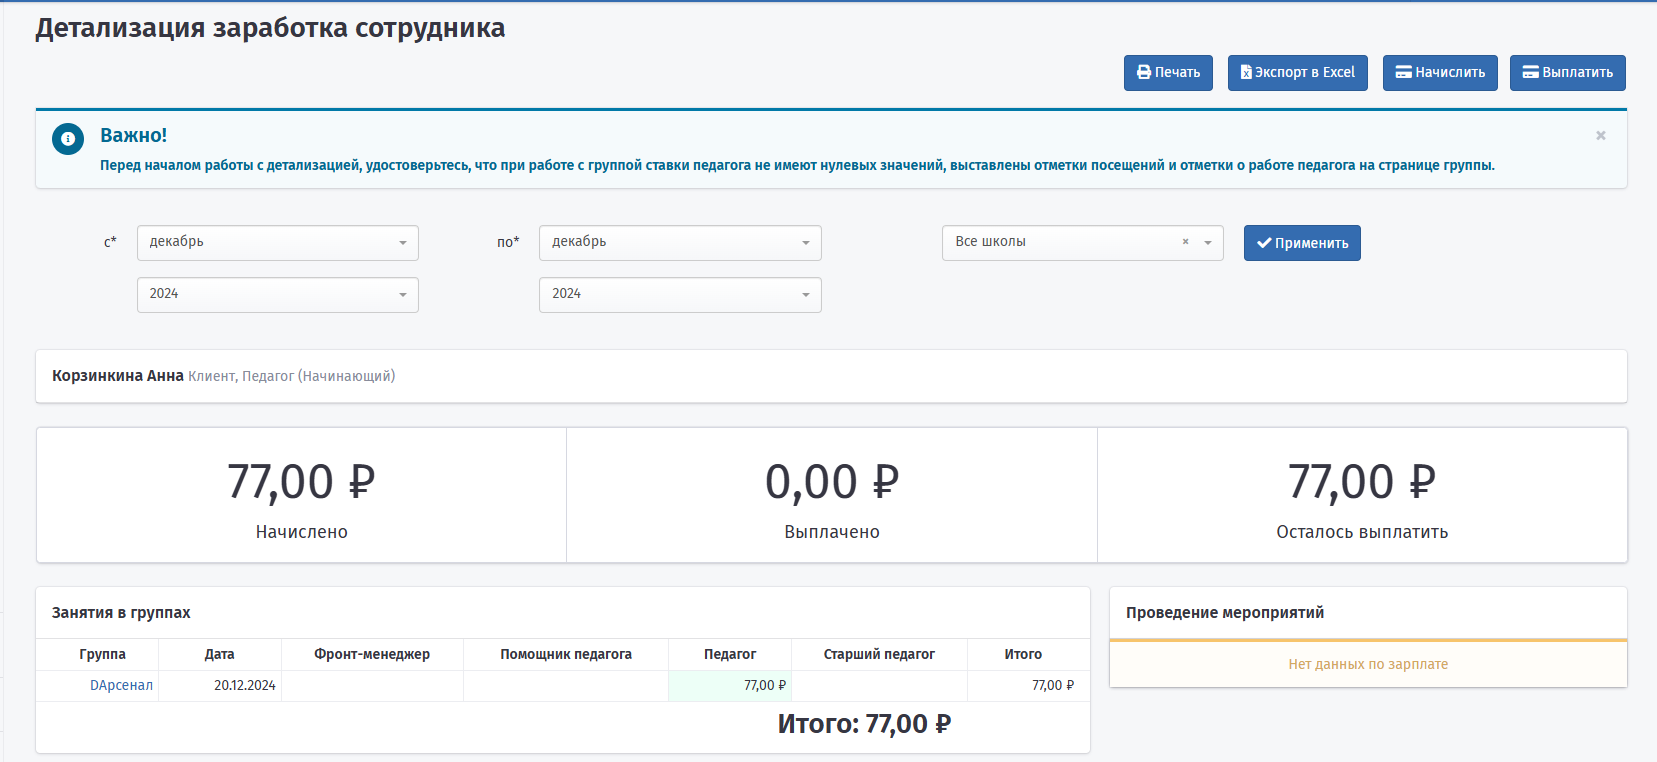 Детализация заработка сотрудника
Печать Экспорт в Excel Начислить Выплатить
Важно!
Перед началом работы с детализацией, удостоверьтесь, что при работе с группой ставки педагога не имеют нулевых значений, выставлены отметки посещений и отметки о работе педагога на странице группы.
с* декабрь по* декабрь Все школы × Применить
2024 2024
Корзинкина Анна Клиент, Педагог (Начинающий)
77,00 ₽ 0,00 ₽ 77,00 ₽
Начислено Выплачено Осталось выплатить
Занятия в группах
Группа Дата Фронт-менеджер Помощник педагога Педагог Старший педагог Итого
DАрсенал 20.12.2024 77,00 ₽ 77,00 ₽
Итого: 77,00 ₽
Проведение мероприятий
Нет данных по зарплате